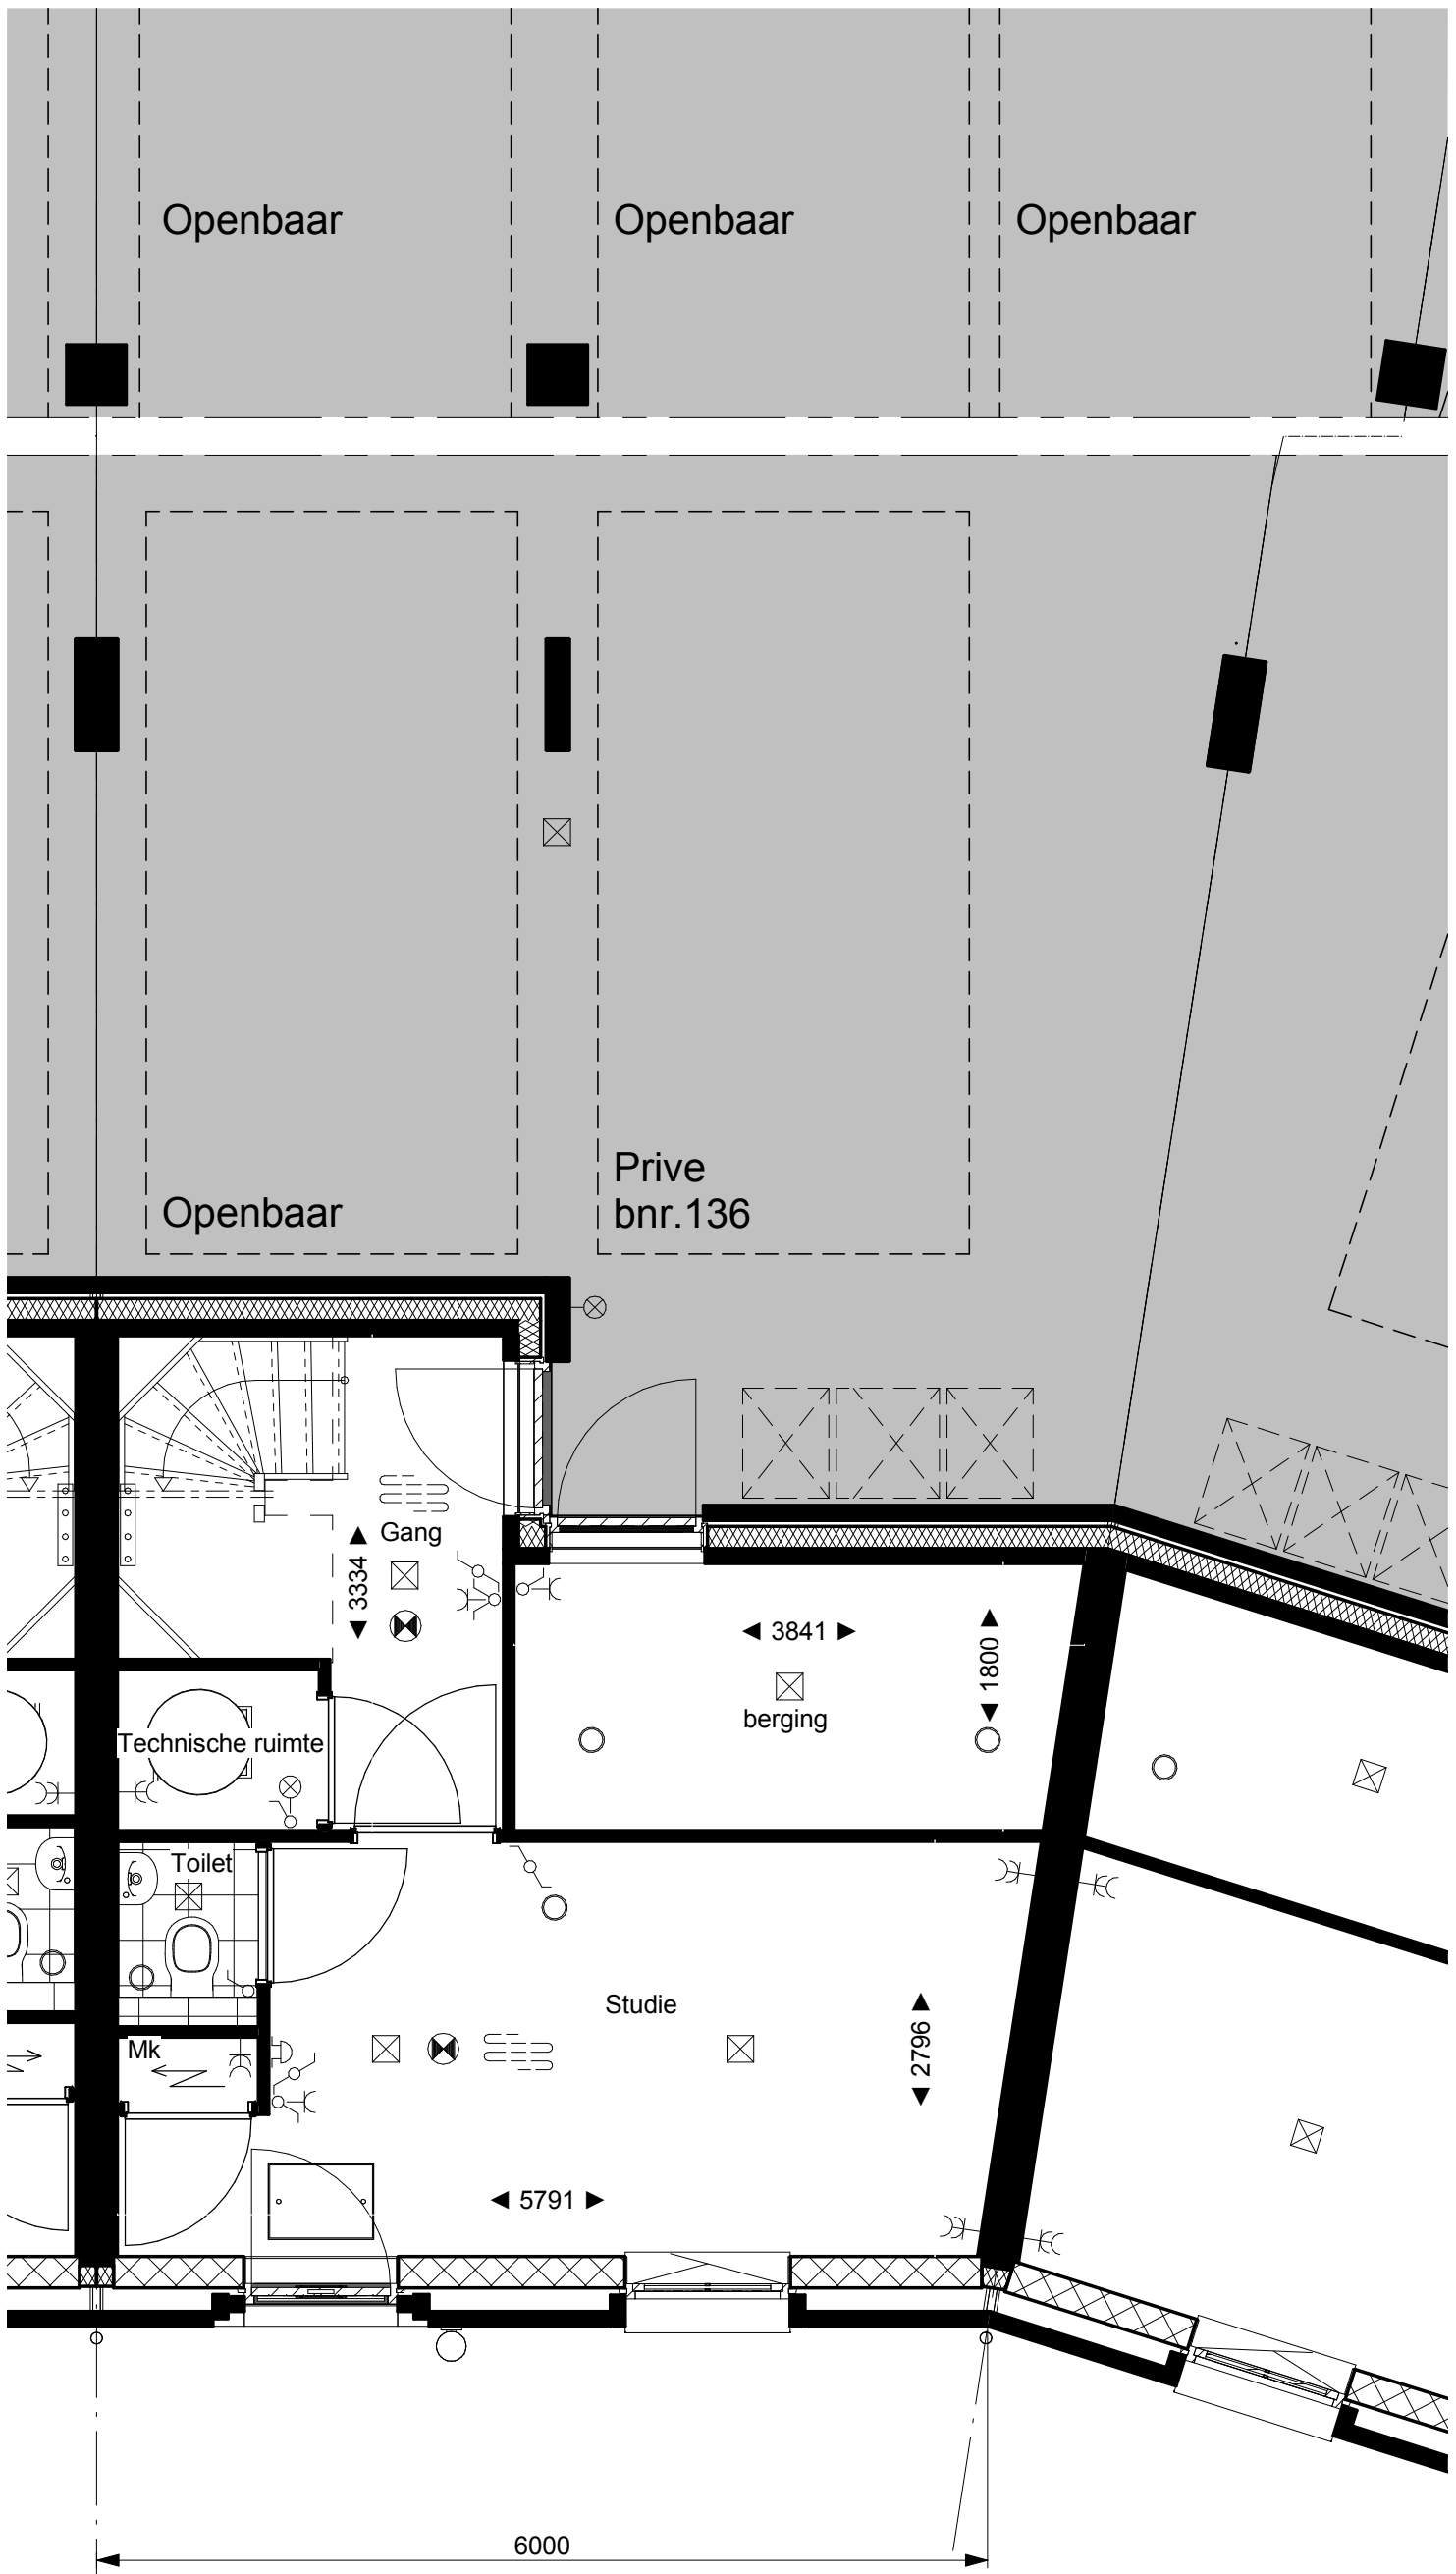 Openbaar
Openbaar
Openbaar
Prive
Openbaar
bnr.136
Gang
3334
3841
1800
berging
Technische ruimte
Toilet
Studie
2796
Mk
5791
6000